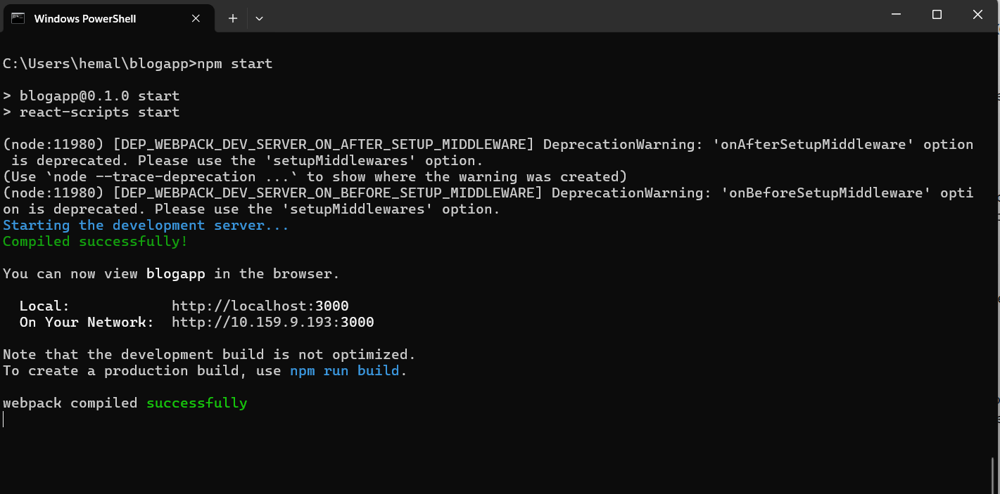 Windows PowerShell
C:\Users\hemal\blogapp>npm start
> blogapp@0.1.0 start
> react-scripts start
(node:11980) [DEP_WEBPACK_DEV_SERVER_ON_AFTER_SETUP_MIDDLEWARE] DeprecationWarning: 'onAfterSetupMiddleware' option
is deprecated. Please use the 'setupMiddlewares' option.
(Use `node --trace-deprecation ...` to show where the warning was created)
(node:11980) [DEP_WEBPACK_DEV_SERVER_ON_BEFORE_SETUP_MIDDLEWARE] DeprecationWarning: 'onBeforeSetupMiddleware' opti
on is deprecated. Please use the 'setupMiddlewares' option.
Starting the development server...
Compiled successfully!
You can now view blogapp in the browser.
Local: http://localhost:3000
On Your Network: http://10.159.9.193:3000
Note that the development build is not optimized.
To create a production build, use npm run build.
webpack compiled successfully